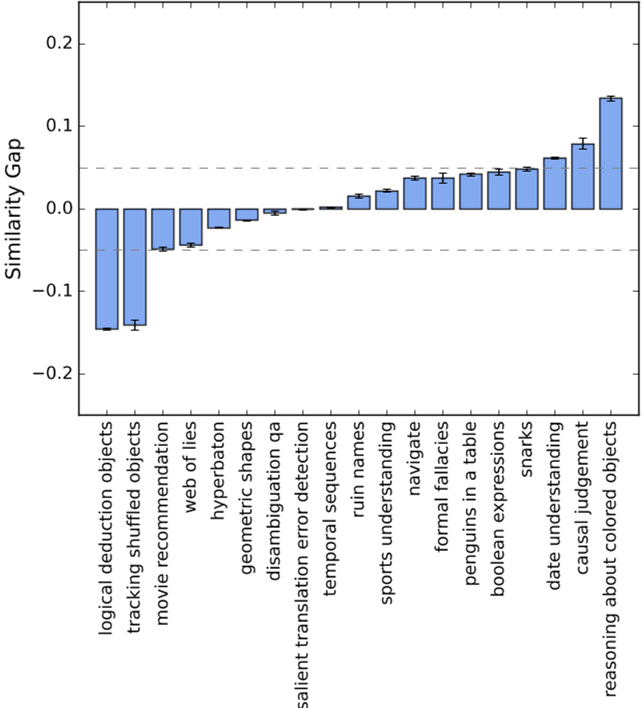 Similarity Gap
0.2
0.1
0.0
−0.1
−0.2
logical deduction objects
tracking shuffled objects
movie recommendation
web of lies
hyperbaton
geometric shapes
disambiguation qa
salient translation error detection
temporal sequences
ruin names
sports understanding
navigate
formal fallacies
penguins in a table
boolean expressions
snarks
date understanding
causal judgement
reasoning about colored objects